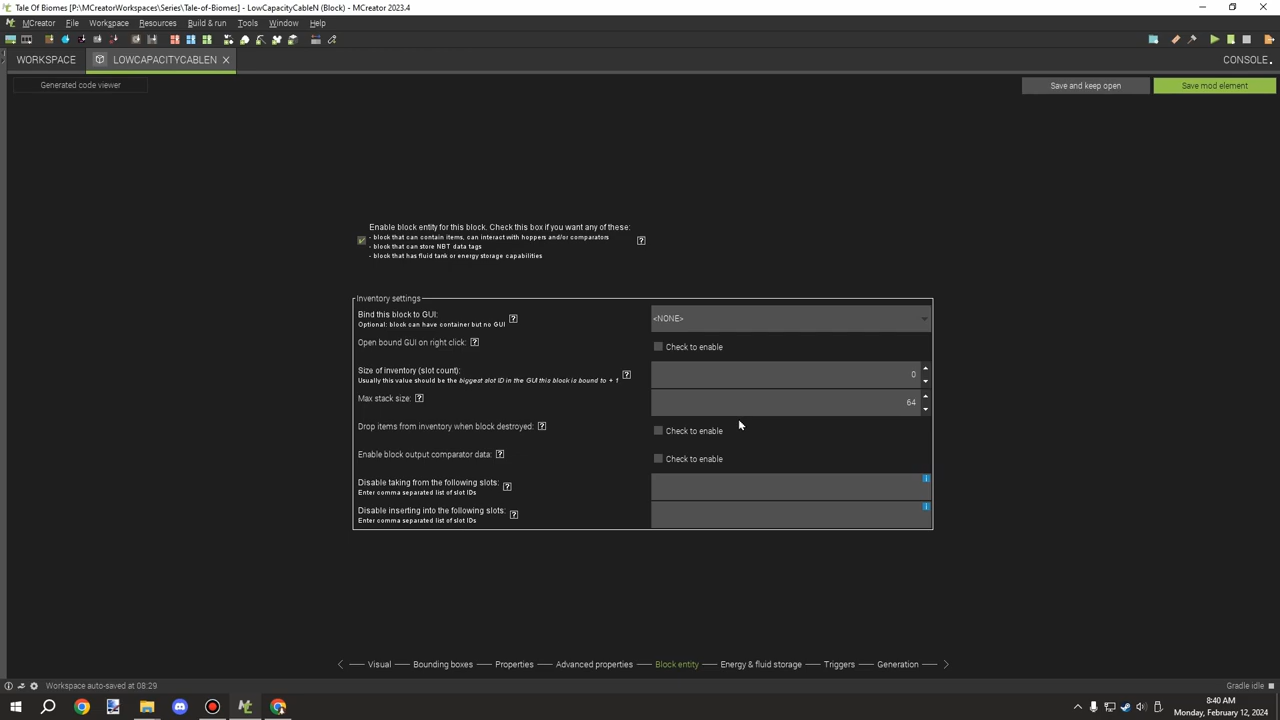 Tale Of Biomes [P:\MCreatorWorkspaces\Series\Tale-of-Biomes] - LowCapacityCableN (Block) - MCreator 2023.4
MCreator File Workspace Resources Build & run Tools Window Help
WORKSPACE LOWCAPACITYCABLEN CONSOLE
Generated code viewer Save and keep open Save mod element
Enable block entity for this block. Check this box if you want any of these:
- block that can contain items, can interact with hoppers and/or comparators
- block that can store NBT data tags
- block that has fluid tank or energy storage capabilities
?
Inventory settings
Bind this block to GUI: ? <NONE>
Optional: block can have container but no GUI
Open bound GUI on right click: ? Check to enable
Size of inventory (slot count): ? 0
Usually this value should be the biggest slot ID in the GUI this block is bound to + 1
Max stack size: ? 64
Drop items from inventory when block destroyed: ? Check to enable
Enable block output comparator data: ? Check to enable
Disable taking from the following slots: ?
Enter comma separated list of slot IDs
Disable inserting into the following slots: ?
Enter comma separated list of slot IDs
Visual Bounding boxes Properties Advanced properties Block entity Energy & fluid storage Triggers Generation
Workspace auto-saved at 08:29 Gradle idle
8:40 AM
Monday, February 12, 2024